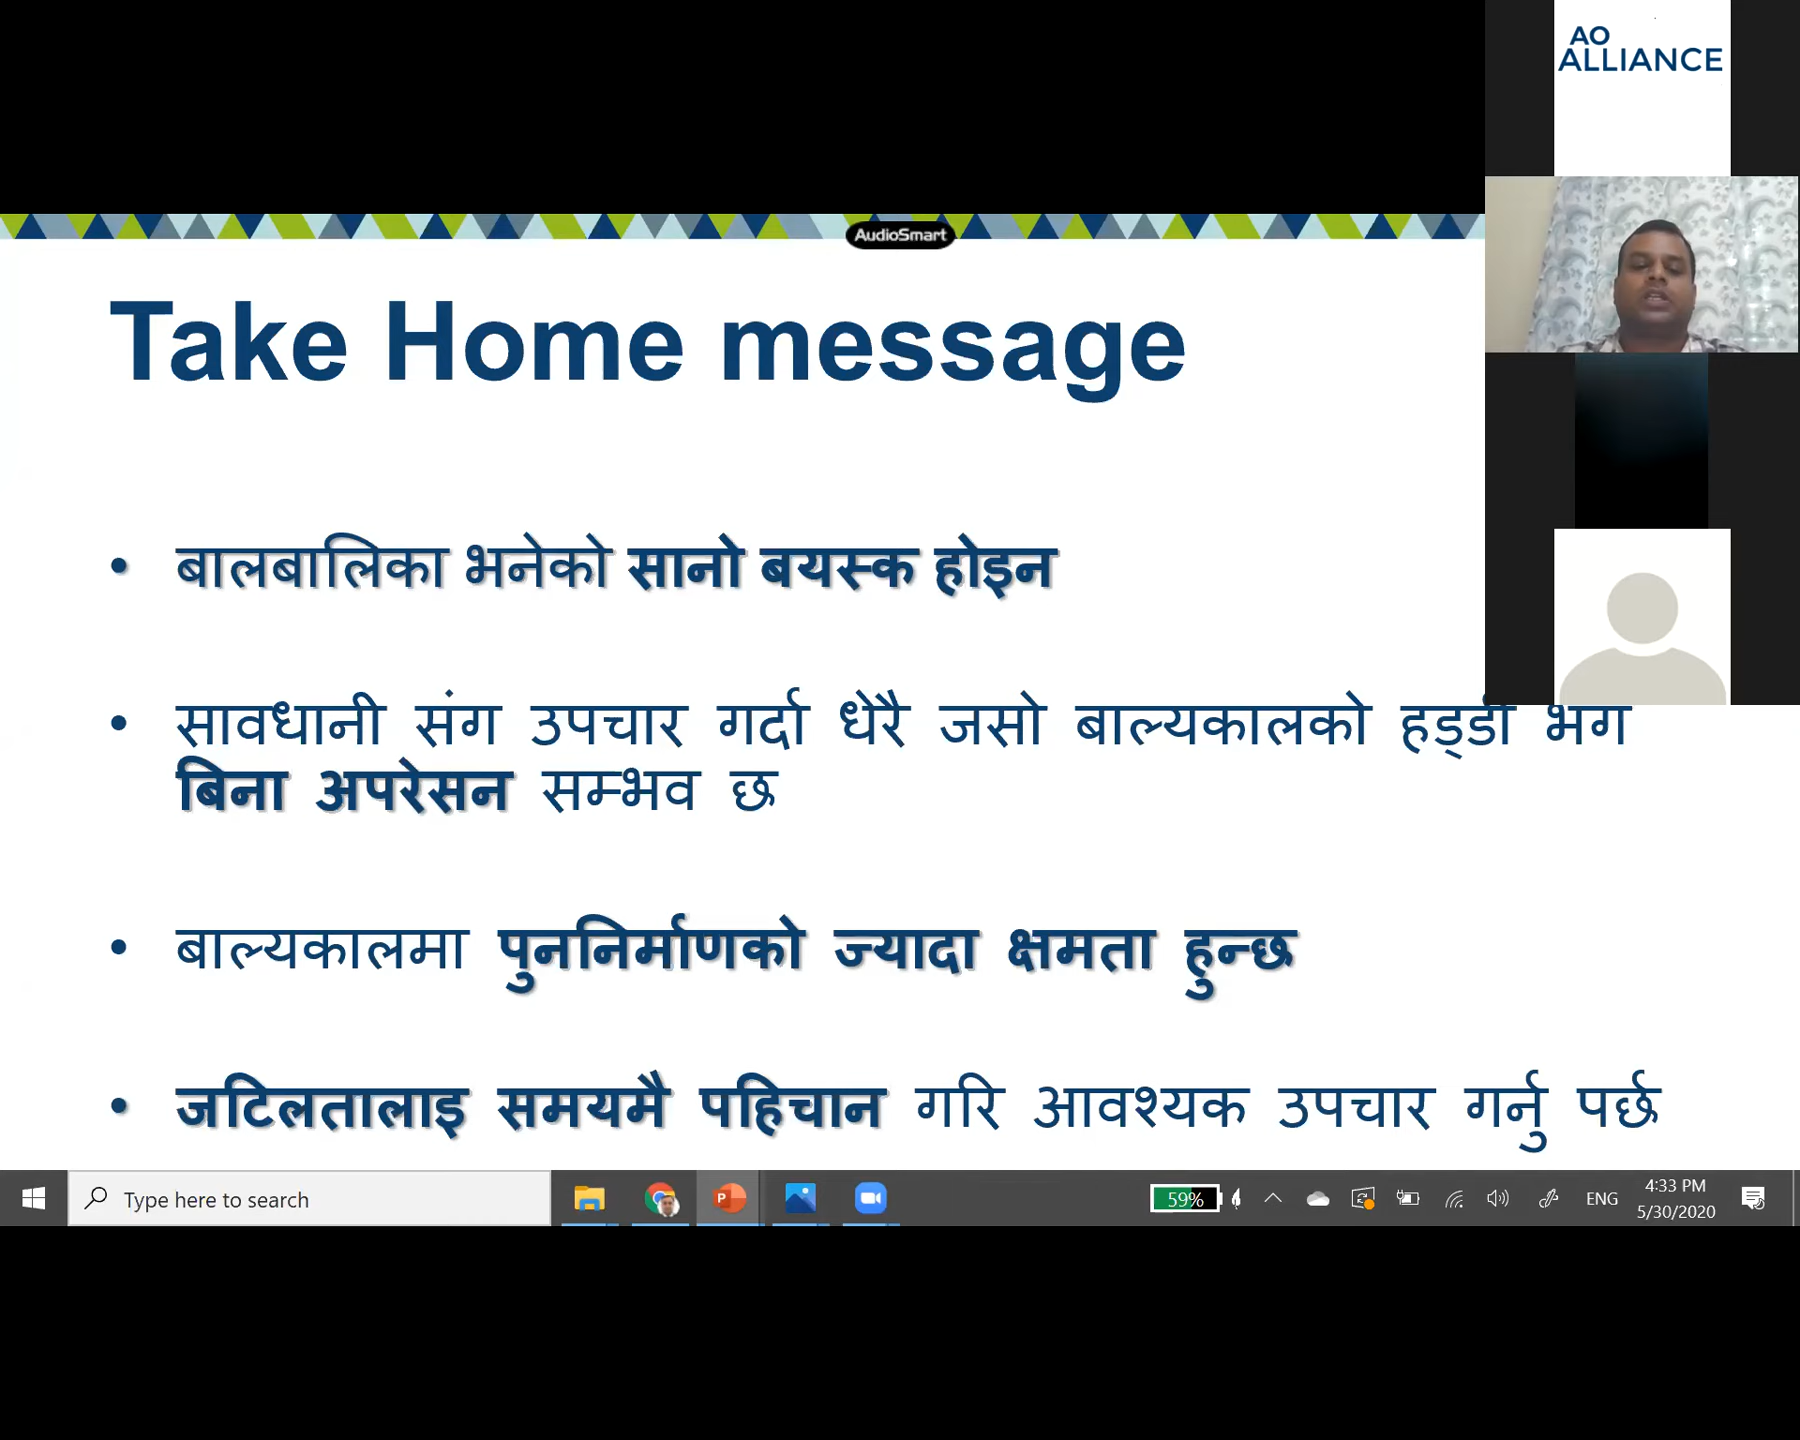 AO
ALLIANCE
AudioSmart
Take Home message
• बालबालिका भनेको सानो बयस्क होइन
• सावधानी संग उपचार गर्दा धेरै जसो बाल्यकालको
बिना अपरेसन सम्भव छ
• बाल्यकालमा पुननिर्माणको ज्यादा क्षमता हुन्छ
• जटिलतालाइ समयमै पहिचान गरि आवश्यक उपचार गर्नु पर्छ
Type here to search
59%
ENG
4:33 PM
5/30/2020